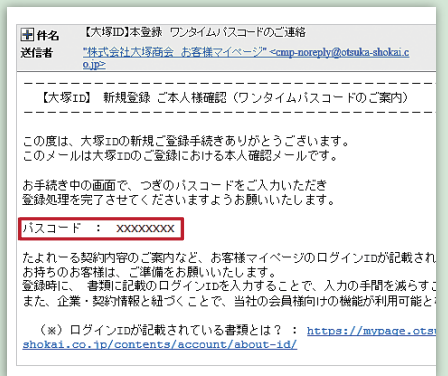 件名 【大塚ID】本登録 ワンタイムパスコードのご連絡
送信者 "株式会社大塚商会 お客様マイページ" <cmp-noreply@otsuka-shokai.c
o.jp>
【大塚ID】 新規登録 ご本人様確認（ワンタイムパスコードのご案内）
この度は、大塚IDの新規ご登録手続きありがとうございます。
このメールは大塚IDのご登録における本人確認メールです。
お手続き中の画面で、つぎのパスコードをご入力いただき
登録処理を完了させてくださいますようお願いいたします。
パスコード ： XXXXXXXX
たよれーる契約内容のご案内など、お客様マイページのログインIDが記載され
お持ちのお客様は、ご準備をお願いいたします。
登録時に、 書類に記載のログインIDを入力することで、入力の手間を減らすこ
また、企業・契約情報と紐づくことで、当社の会員様向けの機能が利用可能と
（※）ログインIDが記載されている書類とは？ ： https://mypage.otsu
shokai.co.jp/contents/account/about-id/